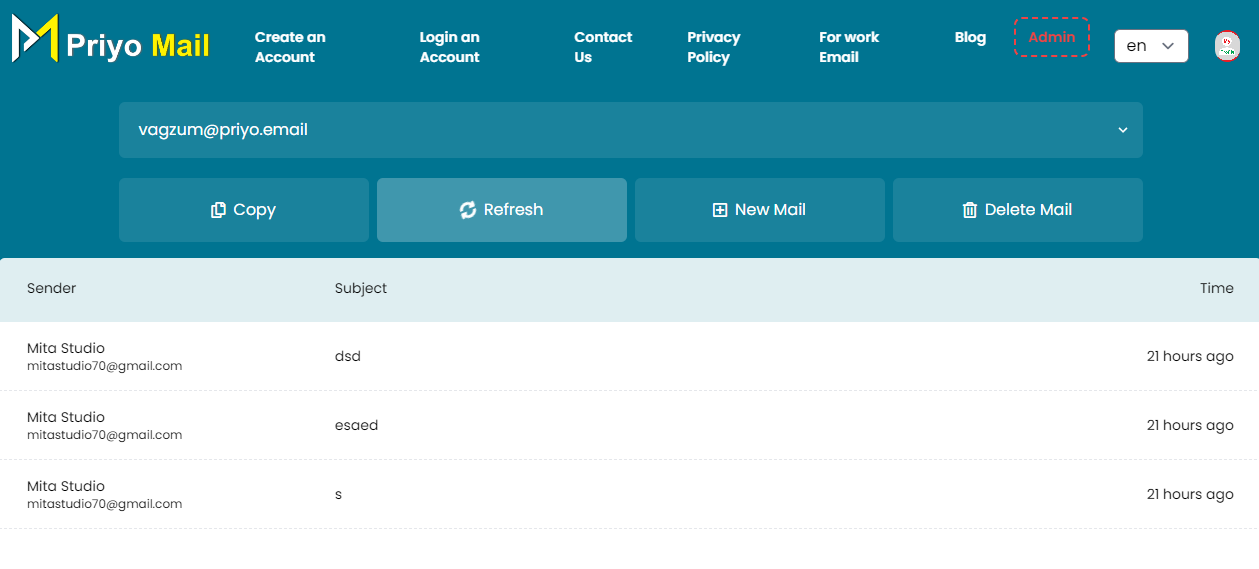 Priyo Mail
Create an
Account
Login an
Account
Contact
Us
Privacy
Policy
For work
Email
Blog
Admin
en
My
Profile
vagzum@priyo.email
Copy
Refresh
New Mail
Delete Mail
Sender Subject Time
Mita Studio
mitastudio70@gmail.com
dsd
21 hours ago
Mita Studio
mitastudio70@gmail.com
esaed
21 hours ago
Mita Studio
mitastudio70@gmail.com
s
21 hours ago